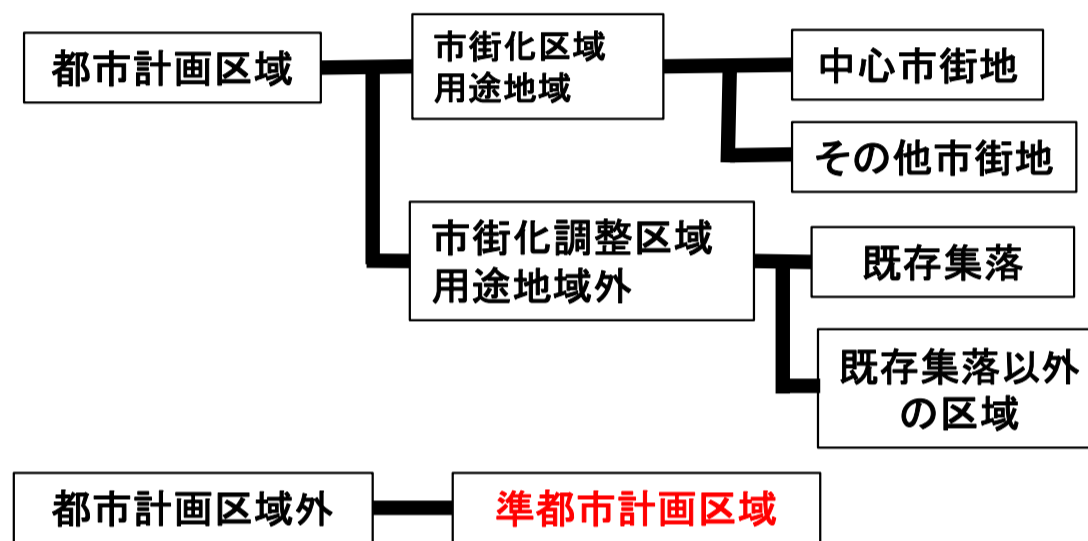 都市計画区域
市街化区域
用途地域
中心市街地
その他市街地
市街化調整区域
用途地域外
既存集落
既存集落以外
の区域
都市計画区域外
準都市計画区域